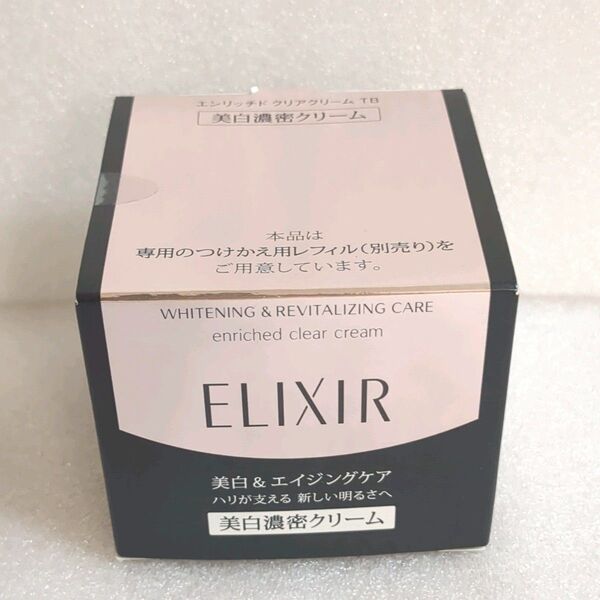 エンリッチド クリアクリーム TB
美白濃密クリーム
本品は
専用のつけかえ用レフィル(別売り)を
ご用意しています。
WHITENING & REVITALIZING CARE
enriched clear cream
ELIXIR
美白&エイジングケア
ハリが支える 新しい明るさへ
美白濃密クリーム